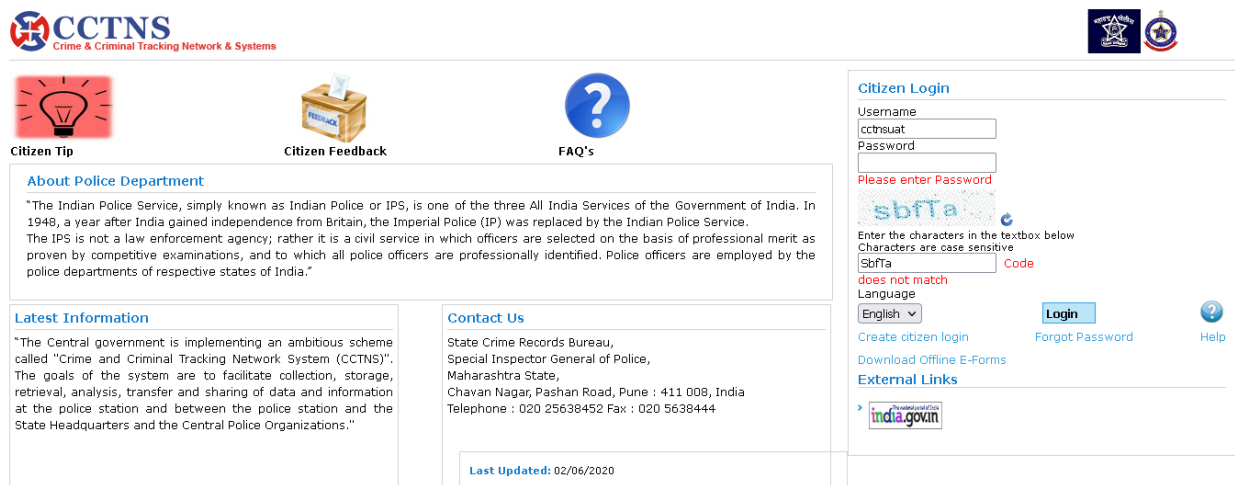 CCTNS
Crime & Criminal Tracking Network & Systems
Citizen Tip
FEEDBACK
Citizen Feedback
?
FAQ's
About Police Department
"The Indian Police Service, simply known as Indian Police or IPS, is one of the three All India Services of the Government of India. In
1948, a year after India gained independence from Britain, the Imperial Police (IP) was replaced by the Indian Police Service.
The IPS is not a law enforcement agency; rather it is a civil service in which officers are selected on the basis of professional merit as
proven by competitive examinations, and to which all police officers are professionally identified. Police officers are employed by the
police departments of respective states of India."
Latest Information
"The Central government is implementing an ambitious scheme
called "Crime and Criminal Tracking Network System (CCTNS)".
The goals of the system are to facilitate collection, storage,
retrieval, analysis, transfer and sharing of data and information
at the police station and between the police station and the
State Headquarters and the Central Police Organizations."
Contact Us
State Crime Records Bureau,
Special Inspector General of Police,
Maharashtra State,
Chavan Nagar, Pashan Road, Pune : 411 008, India
Telephone : 020 25638452 Fax : 020 5638444
Last Updated: 02/06/2020
Citizen Login
Username
cctnsuat
Password
Please enter Password
sbfTa
Enter the characters in the textbox below
Characters are case sensitive
SbfTa Code
does not match
Language
English Login ?
Create citizen login Forgot Password Help
Download Offline E-Forms
External Links
The national portal of India
india.gov.in